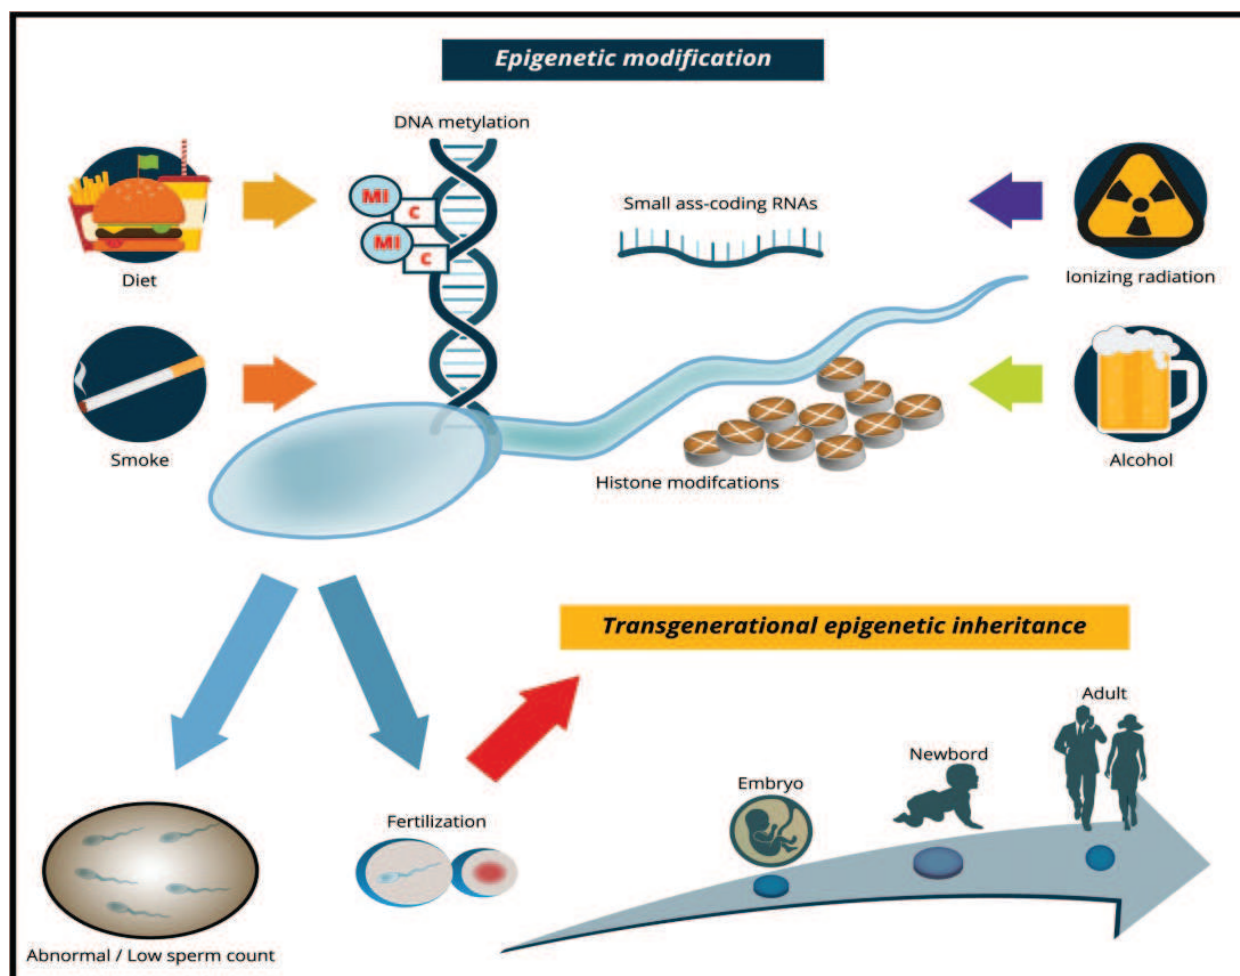 Epigenetic modification
DNA metylation
MI
C
MI
C
Small ass-coding RNAs
Diet
Ionizing radiation
Smoke
Histone modifcations
Alcohol
Transgenerational epigenetic inheritance
Adult
Newbord
Embryo
Fertilization
Abnormal / Low sperm count